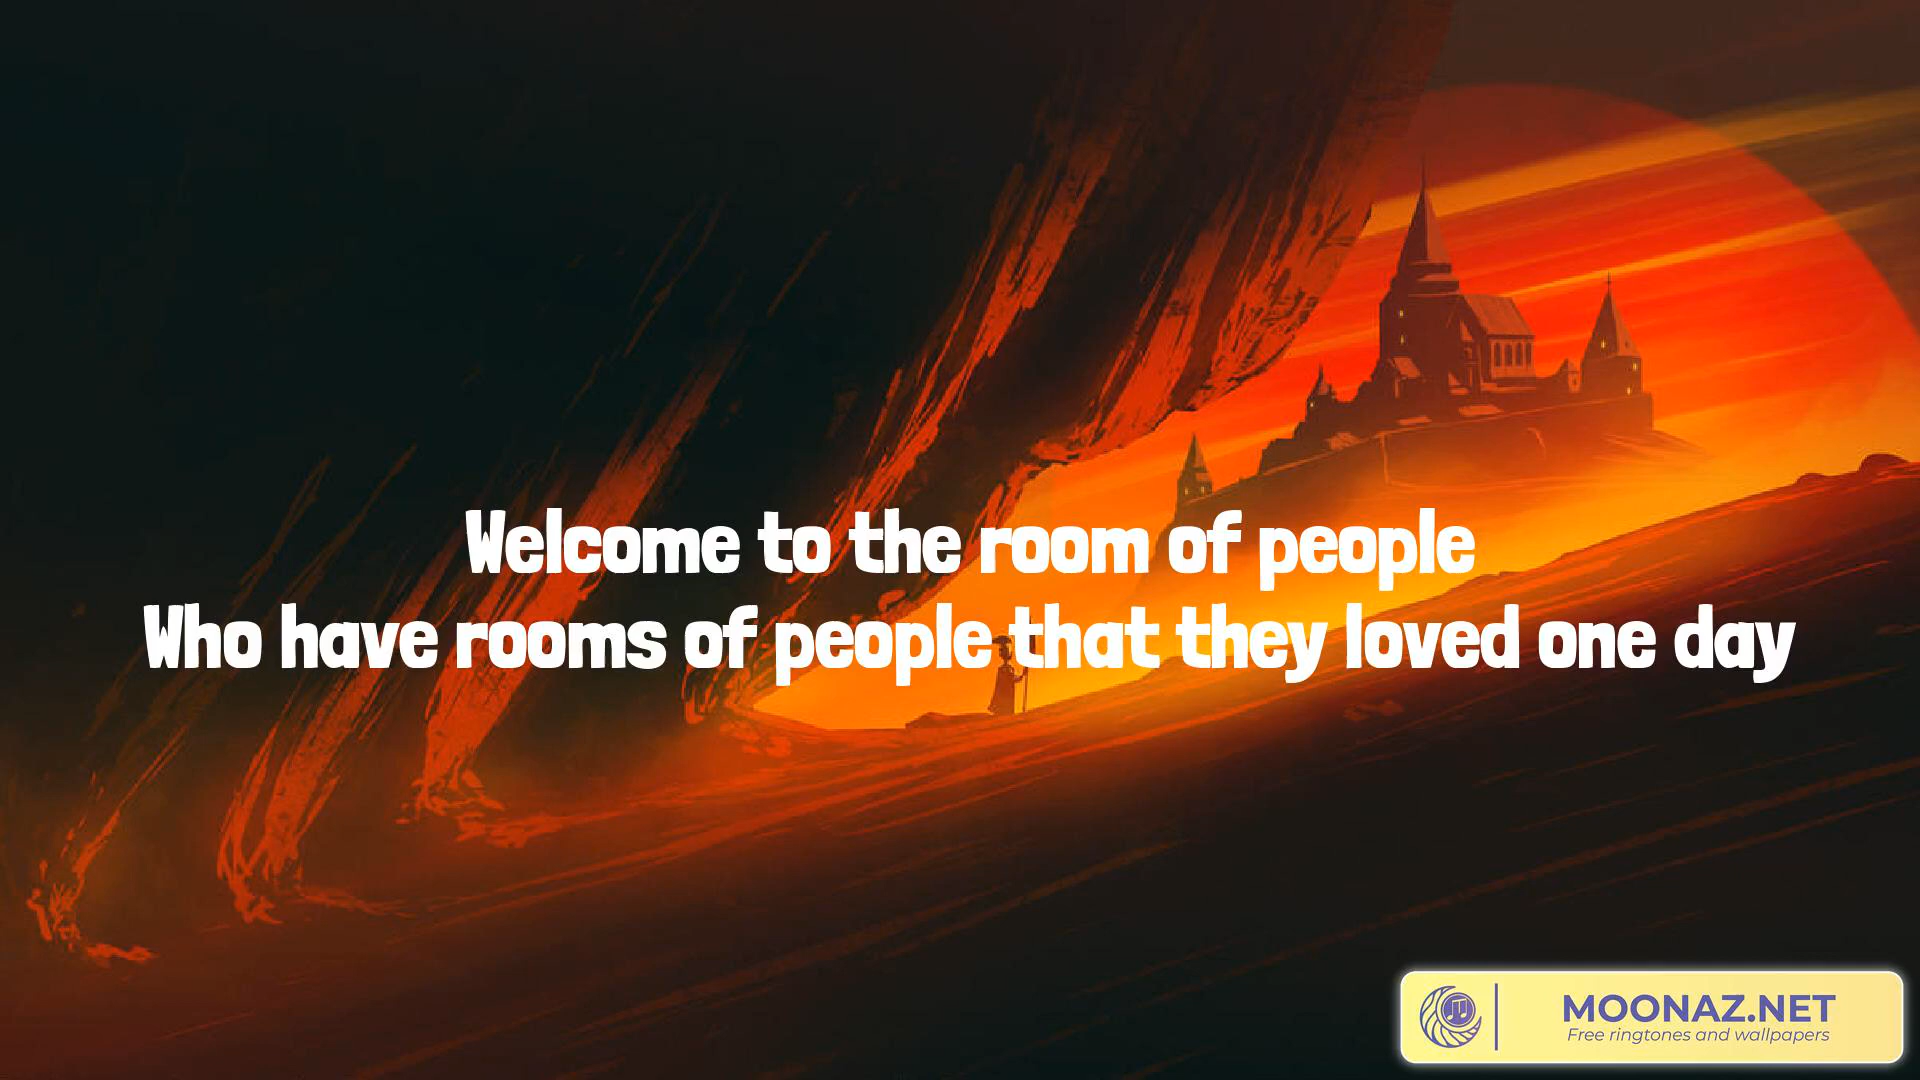 Welcome to the room of people
Who have rooms of people that they loved one day
MOONAZ.NET
Free ringtones and wallpapers